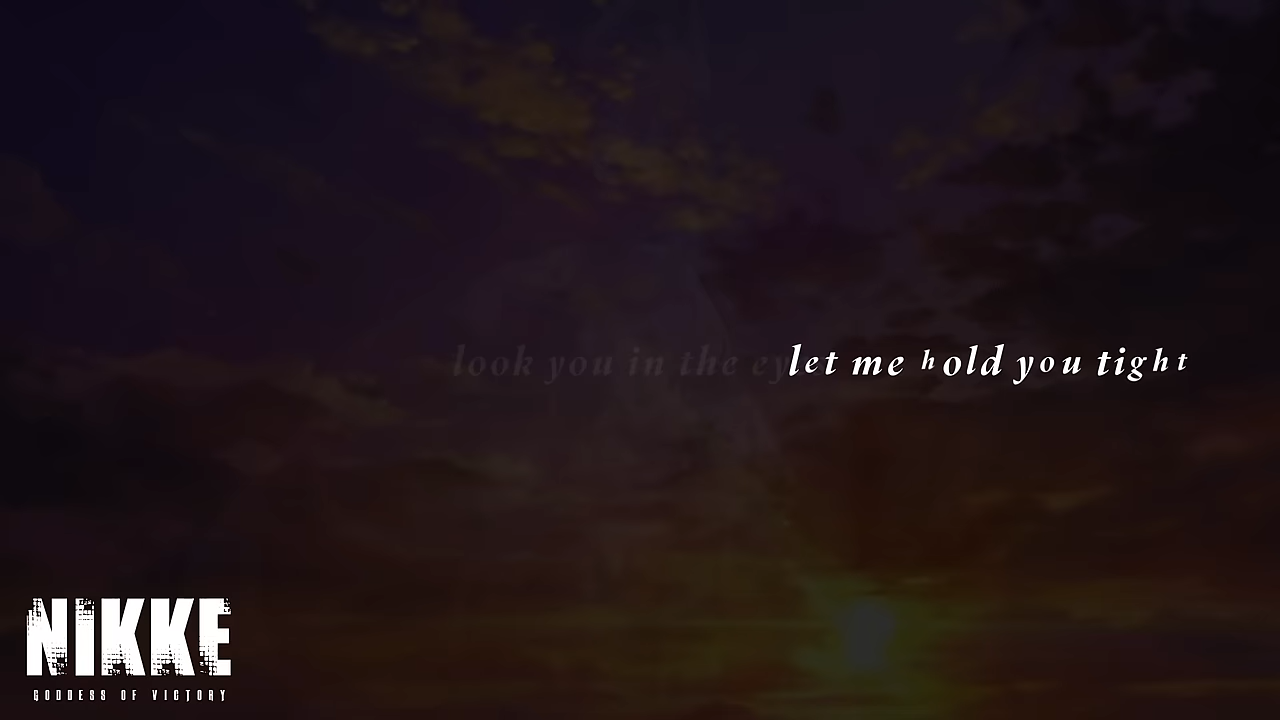 look you in the ey
let me hold you tight
NIKKE
GODDESS OF VICTORY